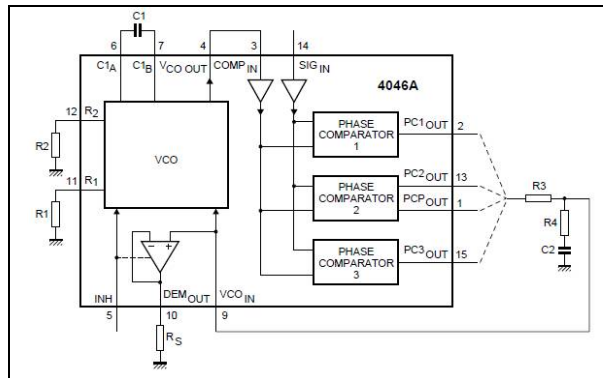 C1
6 7 4 3 14
C1A C1B VCO OUT COMPIN SIGIN
4046A
12 R2
R2
PHASE COMPARATOR 1
PC1OUT 2
VCO
11 R1
R1
PHASE COMPARATOR 2
PC2OUT 13
PCPOUT 1
R3
R4
C2
PHASE COMPARATOR 3
PC3OUT 15
− +
INH DEMOUT VCOIN
5 10 9
RS